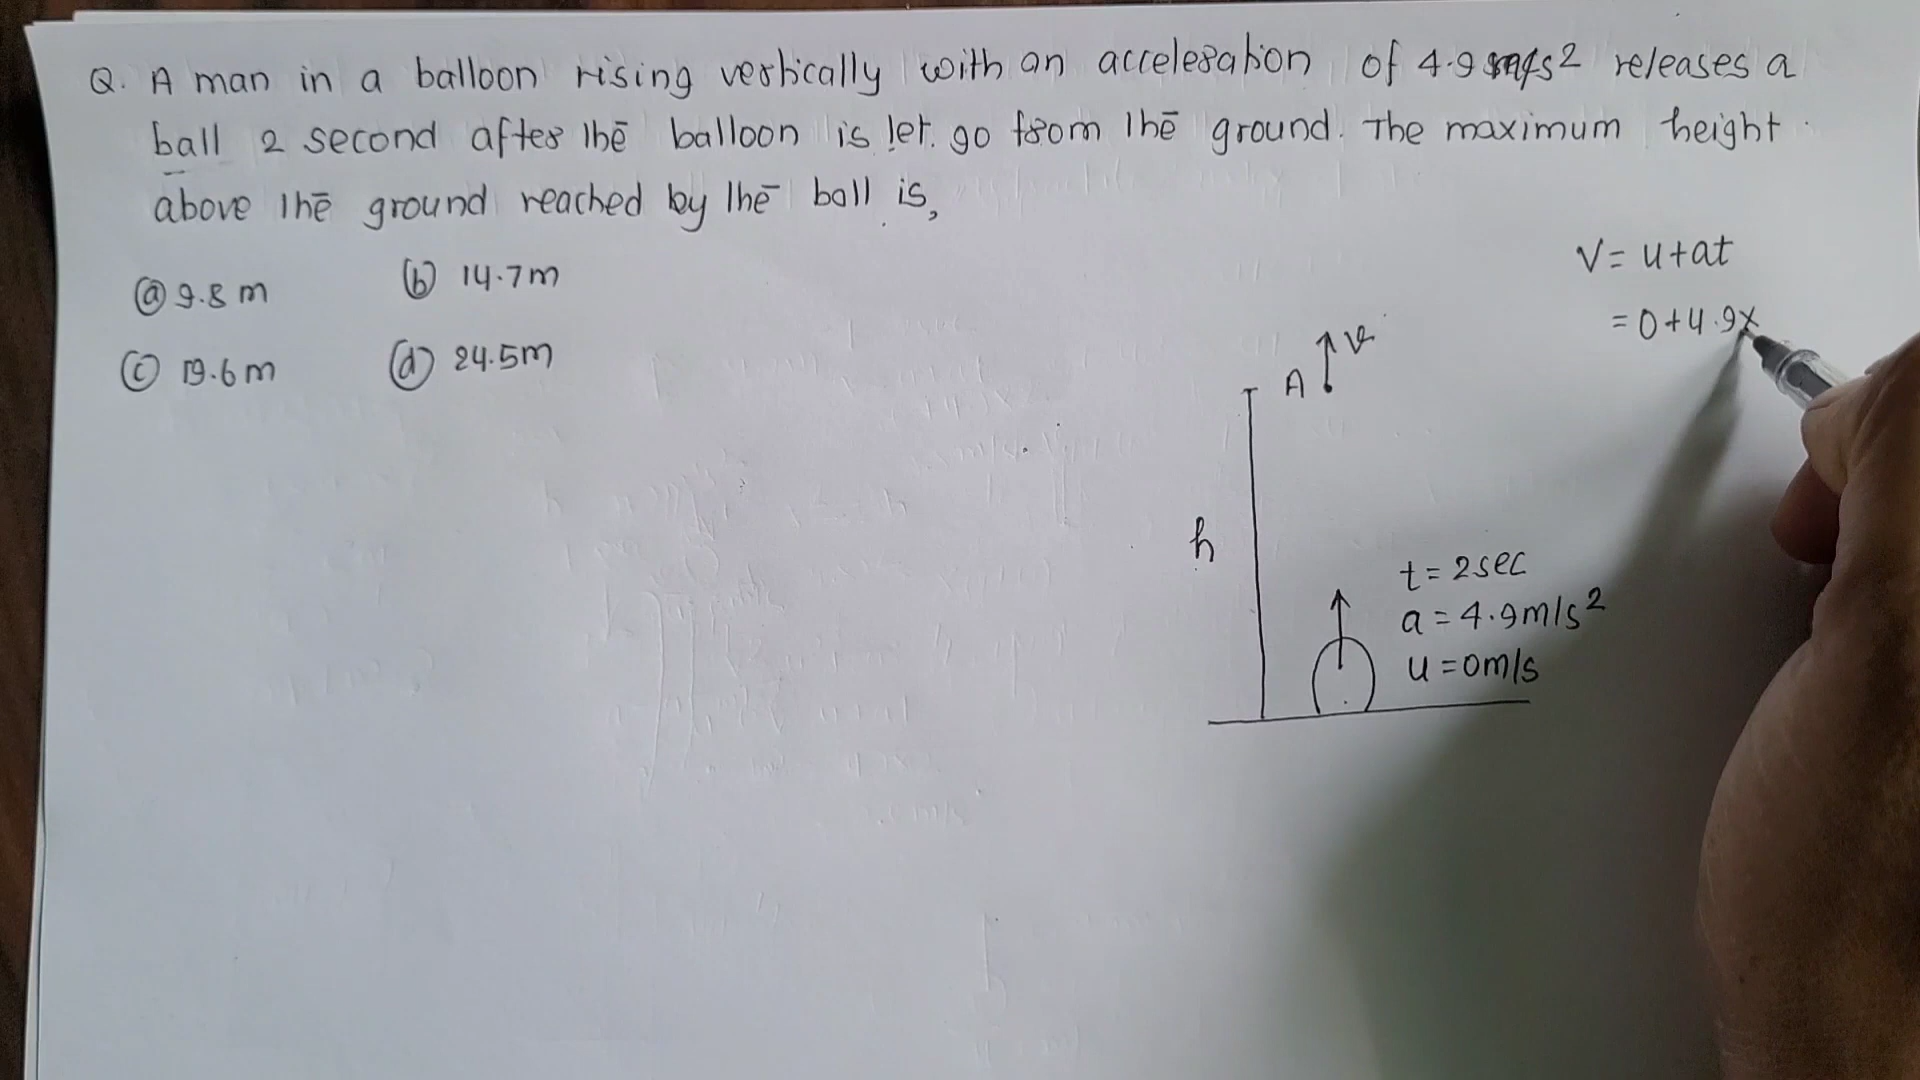 Q. A man in a balloon rising vertically with an acceleration of 4.9 m/s2 releases a
ball 2 second after the balloon is let go from the ground. The maximum height
above the ground reached by the ball is,
(a) 9.8 m (b) 14.7m
(c) 19.6m (d) 24.5m
V = u+at
= 0+4.9x
A v
h
t = 2sec
a = 4.9m/s2
u = 0m/s